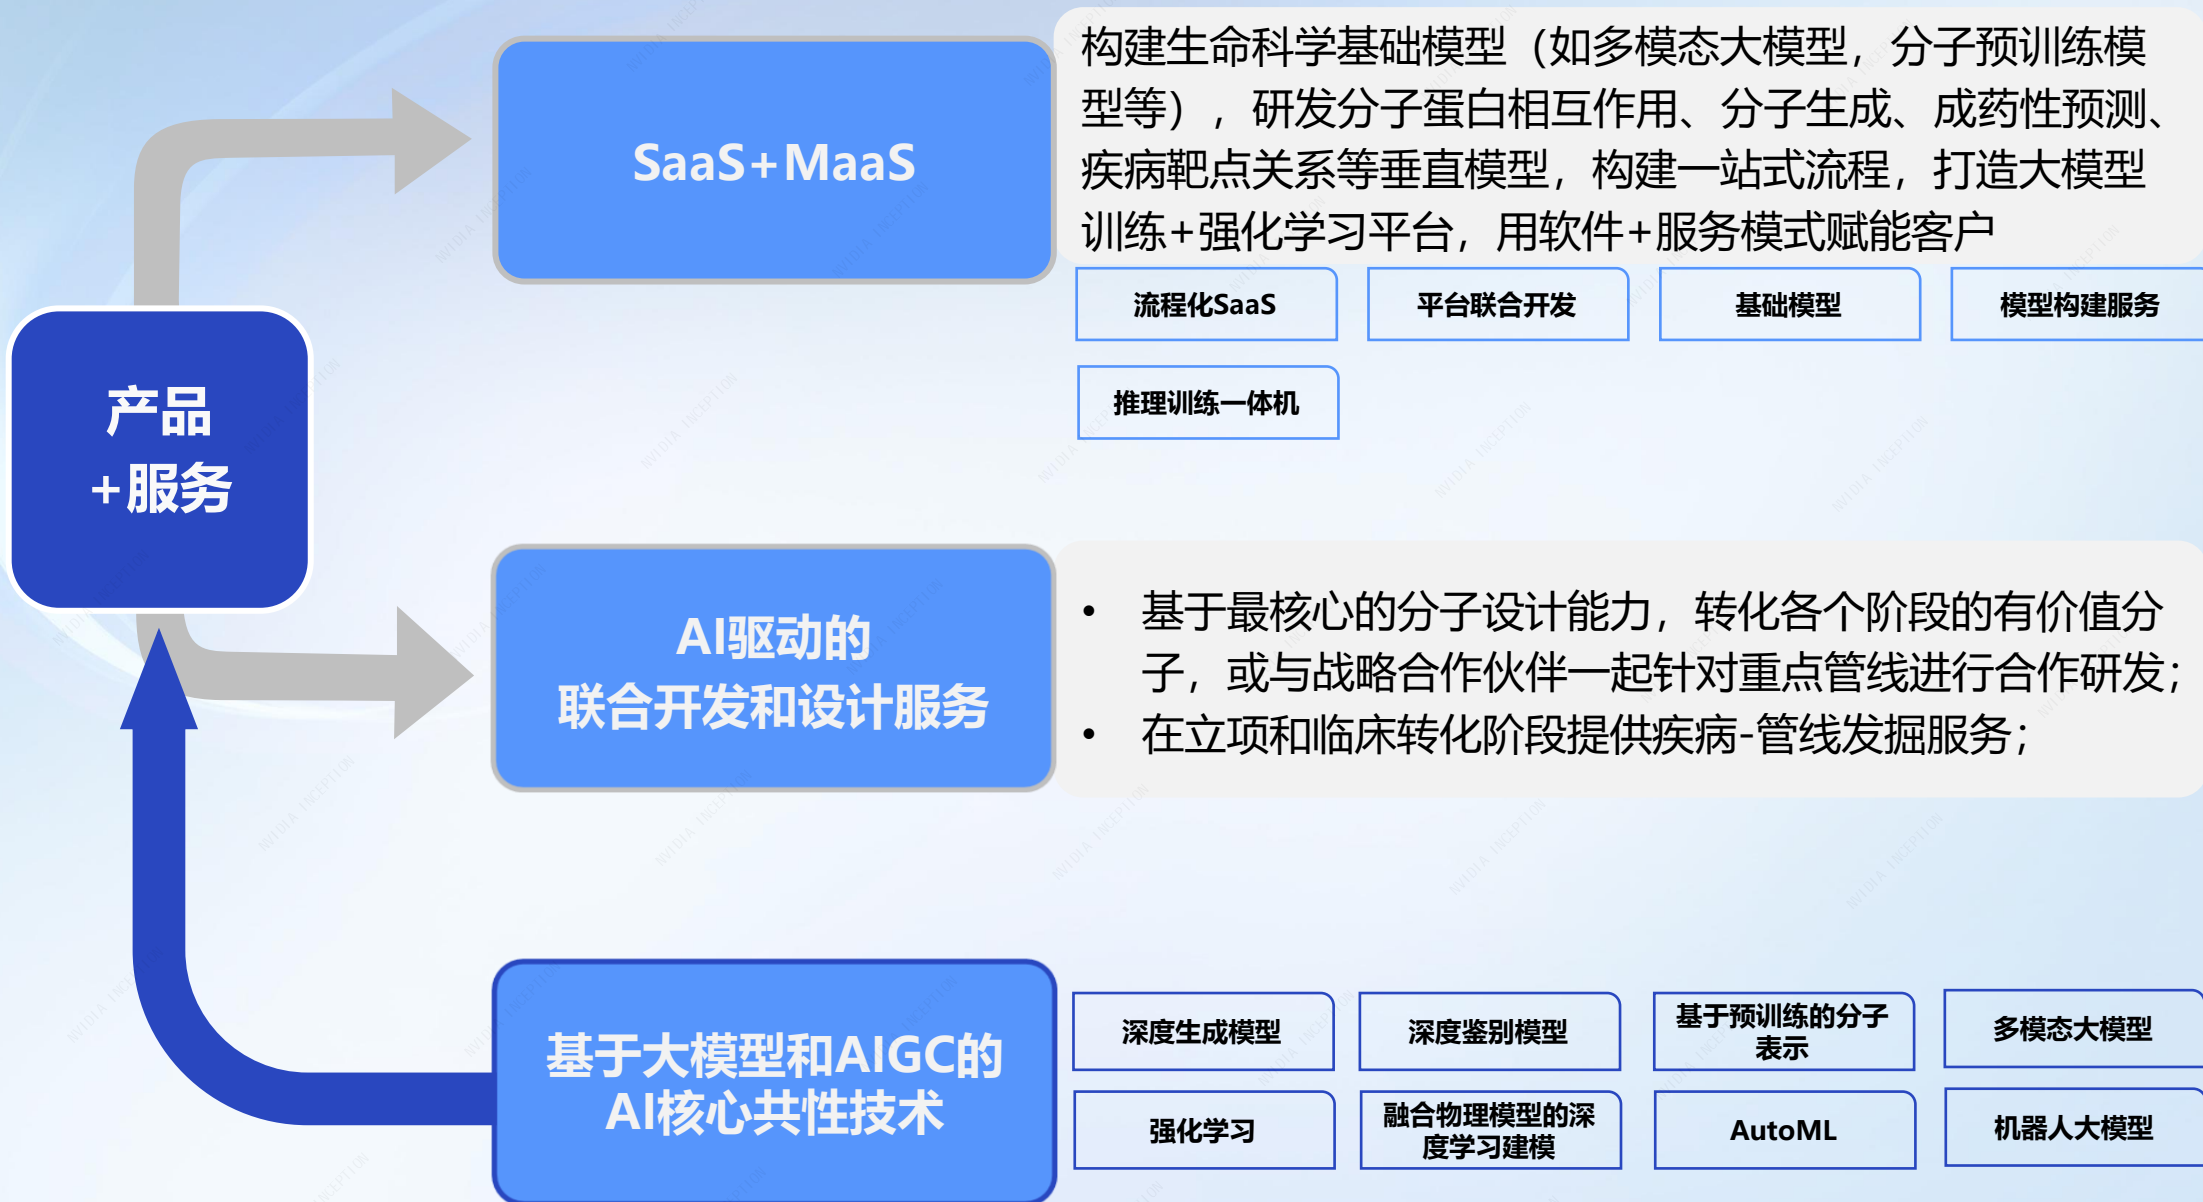 产品
+服务
SaaS+MaaS
构建生命科学基础模型（如多模态大模型，分子预训练模
型等），研发分子蛋白相互作用、分子生成、成药性预测、
疾病靶点关系等垂直模型，构建一站式流程，打造大模型
训练+强化学习平台，用软件+服务模式赋能客户
流程化SaaS
平台联合开发
基础模型
模型构建服务
推理训练一体机
AI驱动的
联合开发和设计服务
• 基于最核心的分子设计能力，转化各个阶段的有价值分
子，或与战略合作伙伴一起针对重点管线进行合作研发；
• 在立项和临床转化阶段提供疾病-管线发掘服务；
基于大模型和AIGC的
AI核心共性技术
深度生成模型
深度鉴别模型
基于预训练的分子
表示
多模态大模型
强化学习
融合物理模型的深
度学习建模
AutoML
机器人大模型
NVIDIA INCEPTION